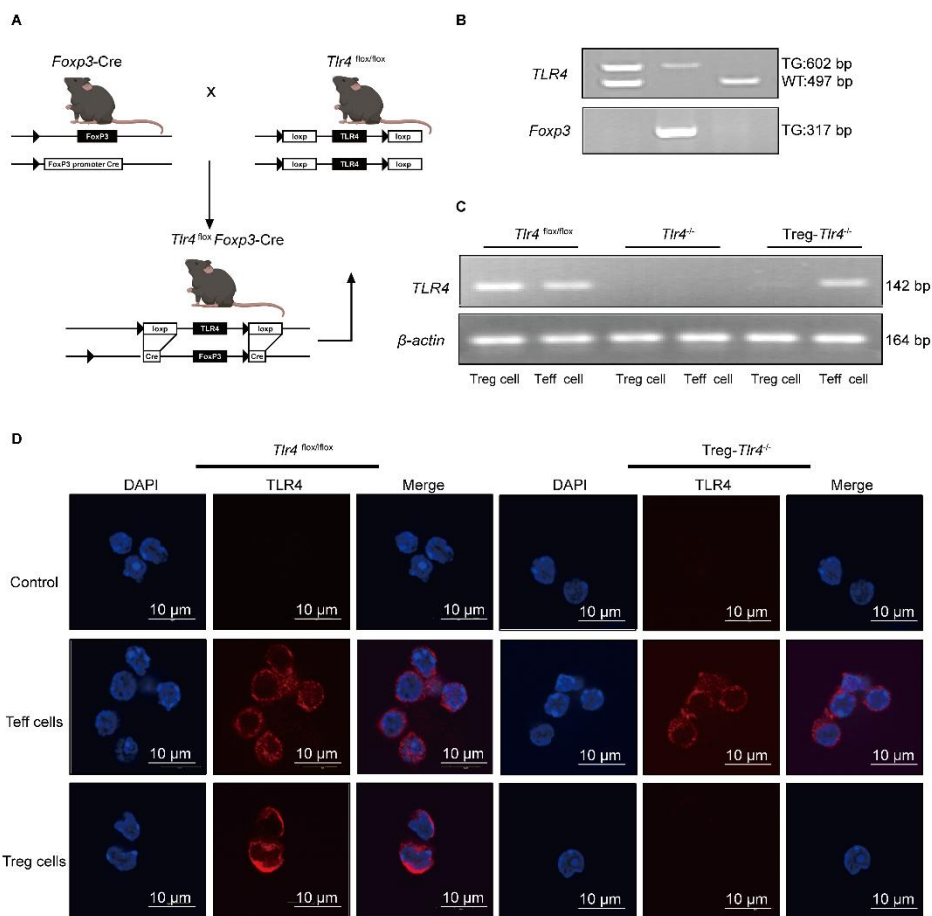 A
Foxp3-Cre
Tlr4 flox/flox
X
FoxP3
FoxP3 promoter Cre
loxp TLR4 loxp
loxp TLR4 loxp
Tlr4 flox Foxp3-Cre
loxp TLR4 loxp
Cre FoxP3 Cre
B
TLR4
TG:602 bp
WT:497 bp
Foxp3
TG:317 bp
C
Tlr4 flox/flox Tlr4-/- Treg-Tlr4-/-
TLR4 142 bp
β-actin 164 bp
Treg cell Teff cell Treg cell Teff cell Treg cell Teff cell
D
Tlr4 flox/flox Treg-Tlr4-/-
DAPI TLR4 Merge DAPI TLR4 Merge
Control
10 µm 10 µm 10 µm 10 µm 10 µm 10 µm
Teff cells
10 µm 10 µm 10 µm 10 µm 10 µm 10 µm
Treg cells
10 µm 10 µm 10 µm 10 µm 10 µm 10 µm